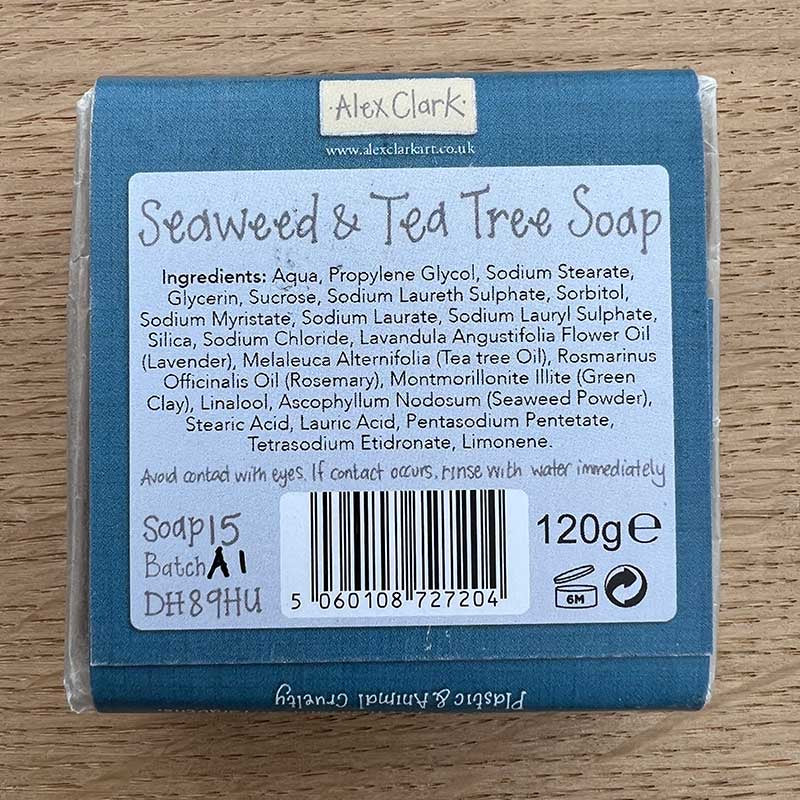 Alex Clark
www.alexclarkart.co.uk
Seaweed & Tea Tree Soap
Ingredients: Aqua, Propylene Glycol, Sodium Stearate,
Glycerin, Sucrose, Sodium Laureth Sulphate, Sorbitol,
Sodium Myristate, Sodium Laurate, Sodium Lauryl Sulphate,
Silica, Sodium Chloride, Lavandula Angustifolia Flower Oil
(Lavender), Melaleuca Alternifolia (Tea tree Oil), Rosmarinus
Officinalis Oil (Rosemary), Montmorillonite Illite (Green
Clay), Linalool, Ascophyllum Nodosum (Seaweed Powder),
Stearic Acid, Lauric Acid, Pentasodium Pentetate,
Tetrasodium Etidronate, Limonene.
Avoid contact with eyes. If contact occurs, rinse with water immediately
Soap15
Batch A1
DH89HU
5 060108 727204
120g℮
6M
Plastic & Animal Cruelty